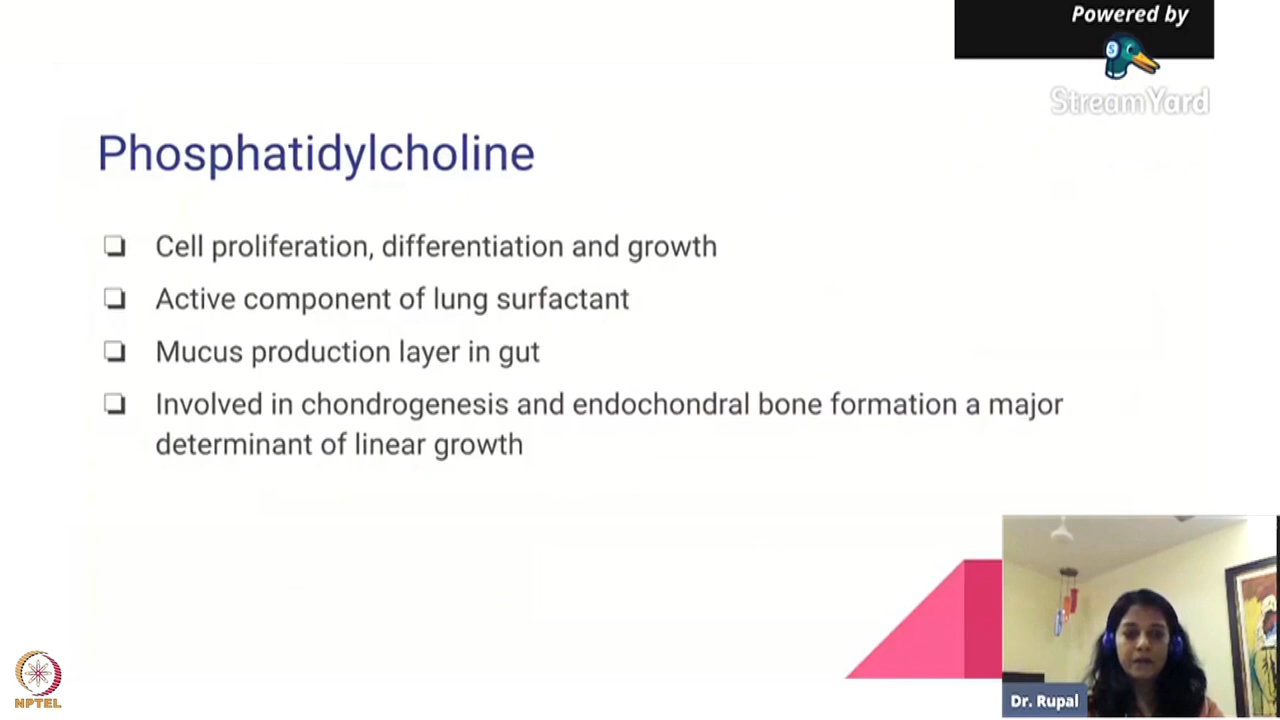 Powered by
StreamYard
Phosphatidylcholine
Cell proliferation, differentiation and growth
Active component of lung surfactant
Mucus production layer in gut
Involved in chondrogenesis and endochondral bone formation a major
determinant of linear growth
Dr. Rupal
NPTEL